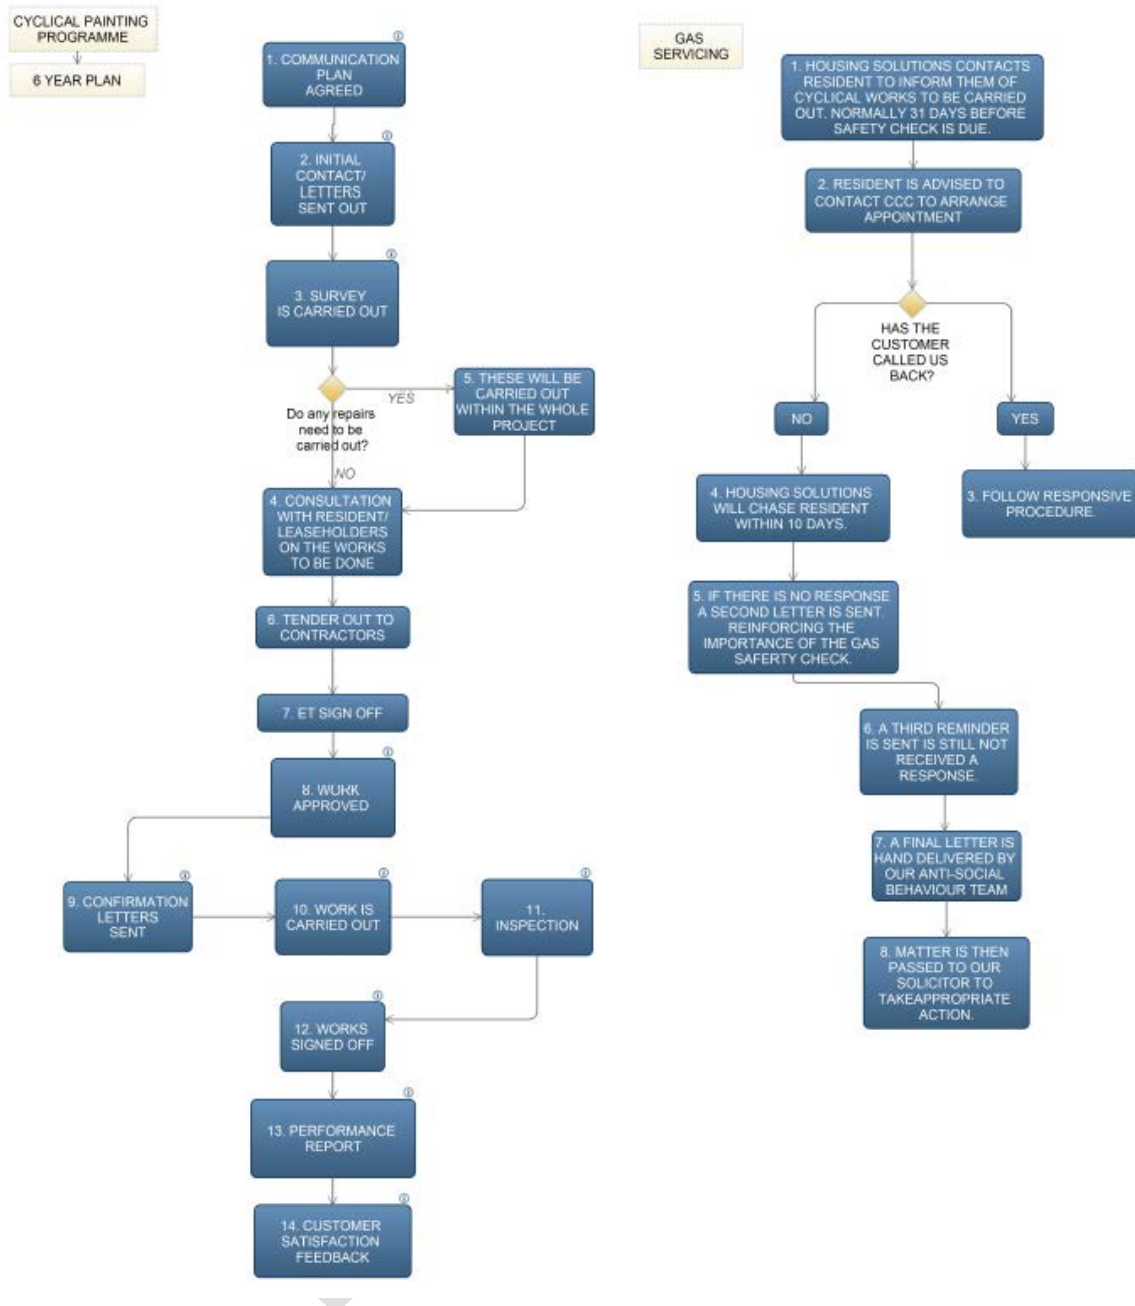 CYCLICAL PAINTING
PROGRAMME
6 YEAR PLAN
1. COMMUNICATION
PLAN
AGREED
2. INITIAL
CONTACT/
LETTERS
SENT OUT
3. SURVEY
IS CARRIED OUT
Do any repairs
need to be
carried out?
YES
5. THESE WILL BE
CARRIED OUT
WITHIN THE WHOLE
PROJECT
NO
4. CONSULTATION
WITH RESIDENT/
LEASEHOLDERS
ON THE WORKS
TO BE DONE
6. TENDER OUT TO
CONTRACTORS
7. ET SIGN OFF
8. WORK
APPROVED
9. CONFIRMATION
LETTERS
SENT
10. WORK IS
CARRIED OUT
11.
INSPECTION
12. WORKS
SIGNED OFF
13. PERFORMANCE
REPORT
14. CUSTOMER
SATISFACTION
FEEDBACK
GAS
SERVICING
1. HOUSING SOLUTIONS CONTACTS
RESIDENT TO INFORM THEM OF
CYCLICAL WORKS TO BE CARRIED
OUT. NORMALLY 31 DAYS BEFORE
SAFETY CHECK IS DUE.
2. RESIDENT IS ADVISED TO
CONTACT CCC TO ARRANGE
APPOINTMENT
HAS THE
CUSTOMER
CALLED US
BACK?
NO
YES
4. HOUSING SOLUTIONS
WILL CHASE RESIDENT
WITHIN 10 DAYS.
3. FOLLOW RESPONSIVE
PROCEDURE.
5. IF THERE IS NO RESPONSE
A SECOND LETTER IS SENT
REINFORCING THE
IMPORTANCE OF THE GAS
SAFERTY CHECK.
6. A THIRD REMINDER
IS SENT IS STILL NOT
RECEIVED A
RESPONSE.
7. A FINAL LETTER IS
HAND DELIVERED BY
OUR ANTI-SOCIAL
BEHAVIOUR TEAM
8. MATTER IS THEN
PASSED TO OUR
SOLICITOR TO
TAKEAPPROPRIATE
ACTION.